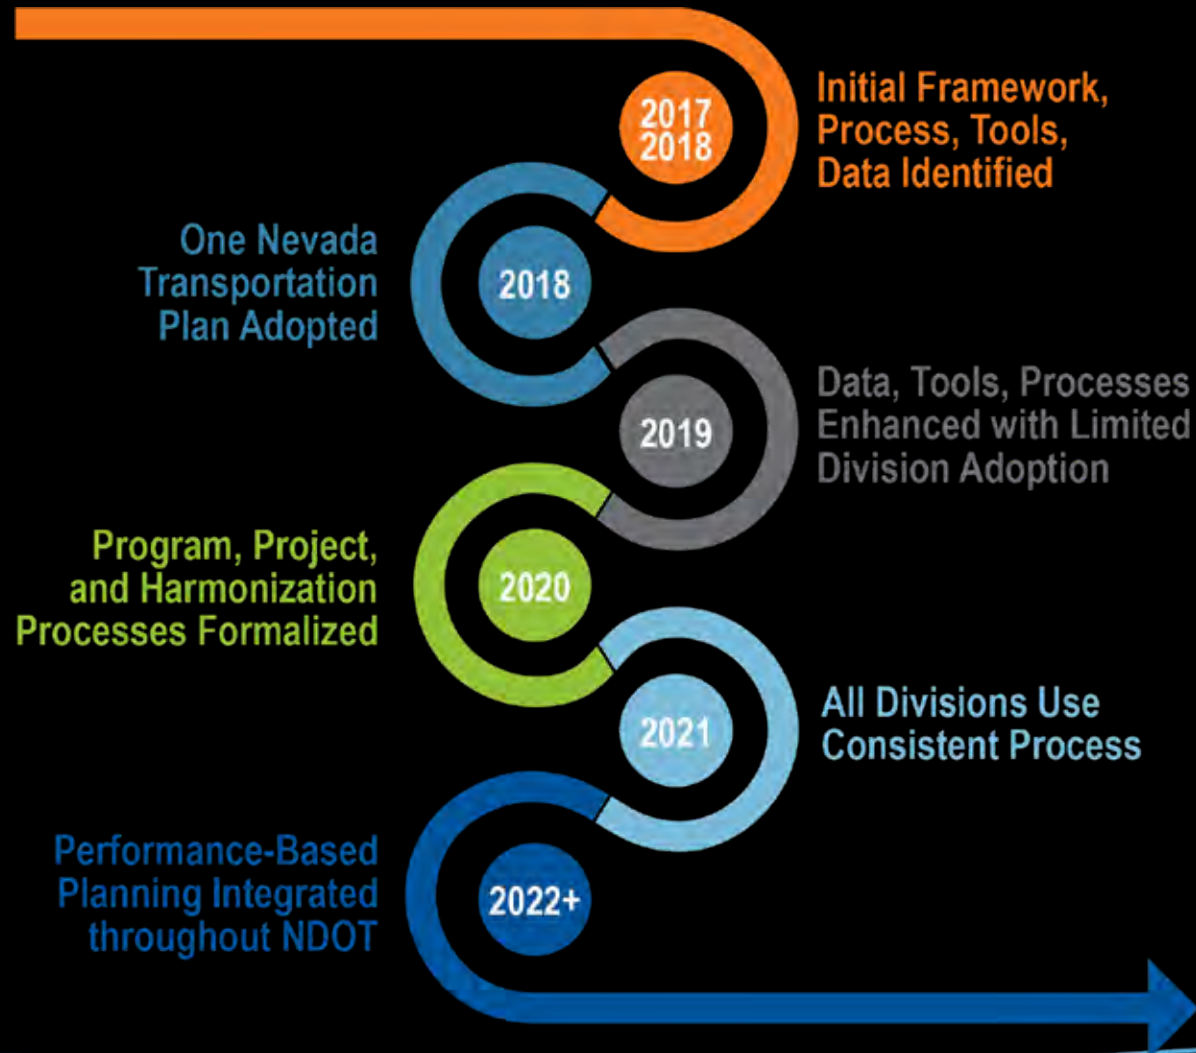 2017
2018
Initial Framework,
Process, Tools,
Data Identified
One Nevada
Transportation
Plan Adopted
2018
2019
Data, Tools, Processes
Enhanced with Limited
Division Adoption
Program, Project,
and Harmonization
Processes Formalized
2020
2021
All Divisions Use
Consistent Process
Performance-Based
Planning Integrated
throughout NDOT
2022+